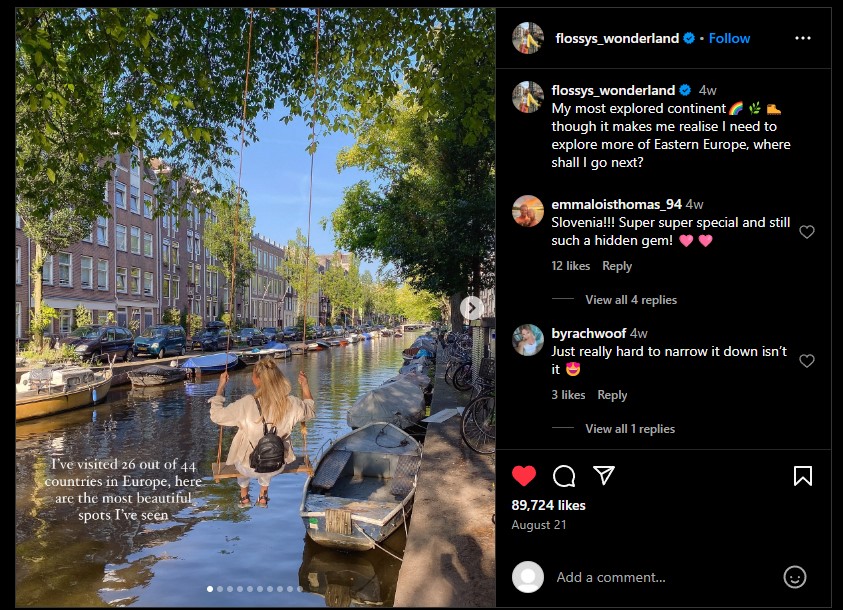 flossys_wonderland • Follow
flossys_wonderland 4w
My most explored continent🌈 🌿 🥾
though it makes me realise I need to
explore more of Eastern Europe, where
shall I go next?
emmaloisthomas_94 4w
Slovenia!!! Super super special and still
such a hidden gem! 💗 💗
12 likes Reply
View all 4 replies
byrachwoof 4w
Just really hard to narrow it down isn’t
it 😍
3 likes Reply
View all 1 replies
89,724 likes
August 21
Add a comment...
I’ve visited 26 out of 44
countries in Europe, here
are the most beautiful
spots I’ve seen